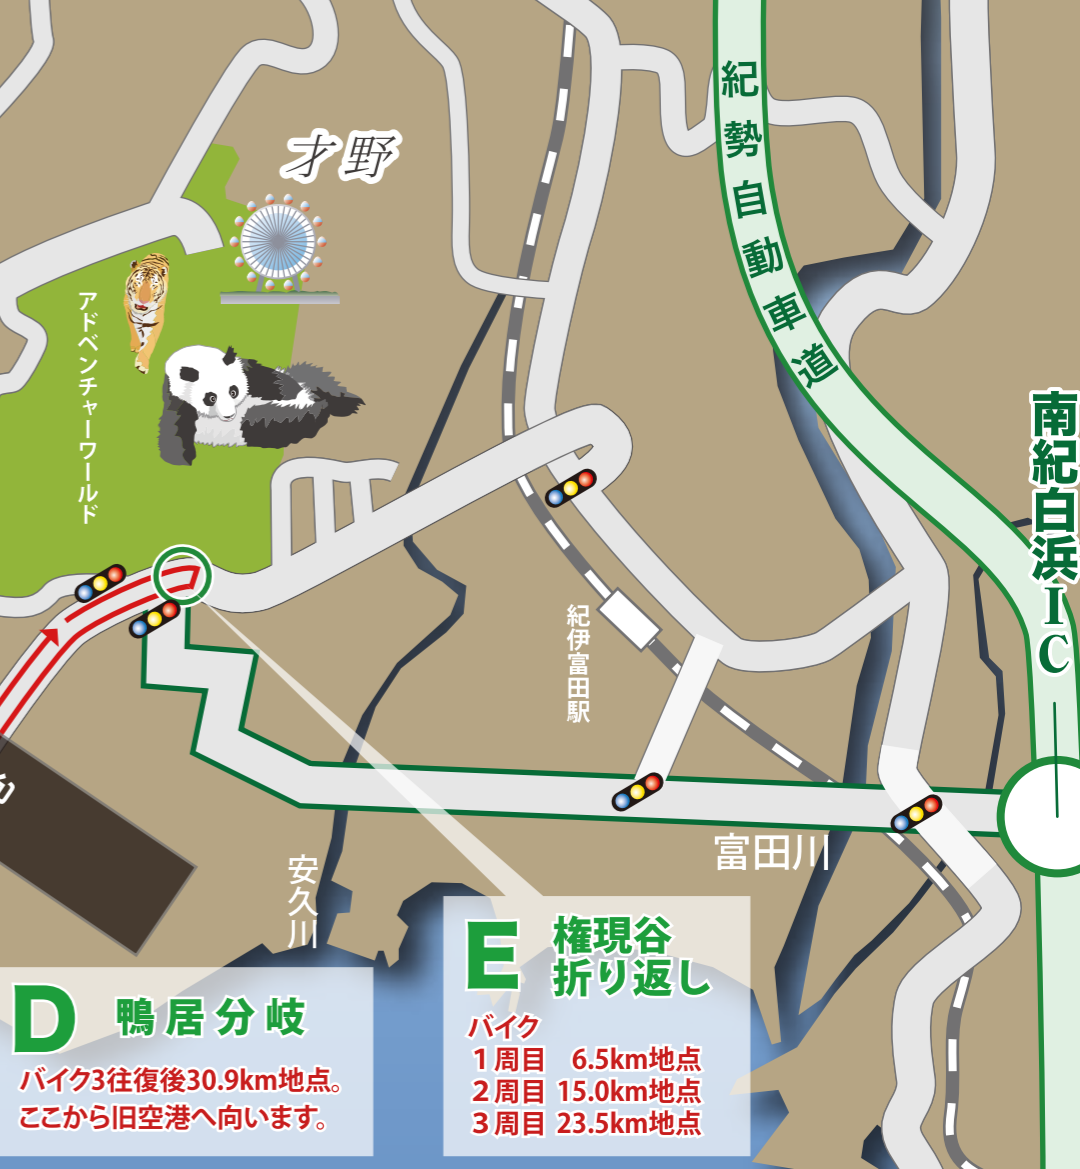 才野
紀勢自動車道
アドベンチャーワールド
南紀白浜IC
紀伊富田駅
富田川
安久川
E 権現谷
折り返し
バイク
1周目 6.5km地点
2周目 15.0km地点
3周目 23.5km地点
D 鴨居分岐
バイク3往復後30.9km地点。
ここから旧空港へ向います。